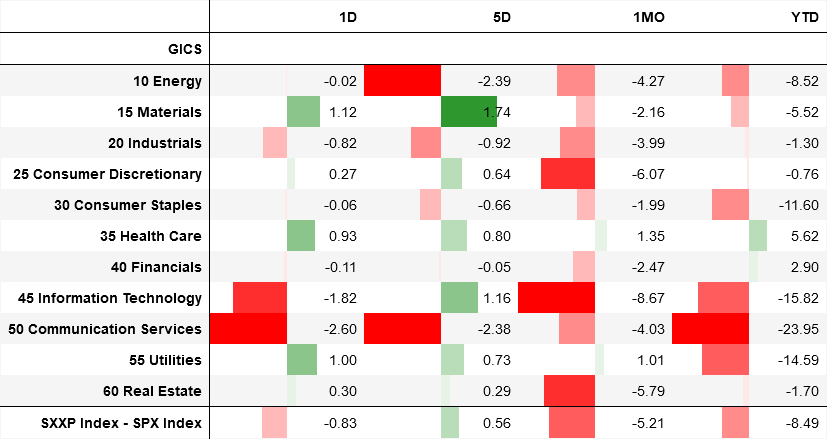 1D 5D 1MO YTD
GICS
10 Energy -0.02 -2.39 -4.27 -8.52
15 Materials 1.12 1.74 -2.16 -5.52
20 Industrials -0.82 -0.92 -3.99 -1.30
25 Consumer Discretionary 0.27 0.64 -6.07 -0.76
30 Consumer Staples -0.06 -0.66 -1.99 -11.60
35 Health Care 0.93 0.80 1.35 5.62
40 Financials -0.11 -0.05 -2.47 2.90
45 Information Technology -1.82 1.16 -8.67 -15.82
50 Communication Services -2.60 -2.38 -4.03 -23.95
55 Utilities 1.00 0.73 1.01 -14.59
60 Real Estate 0.30 0.29 -5.79 -1.70
SXXP Index - SPX Index -0.83 0.56 -5.21 -8.49